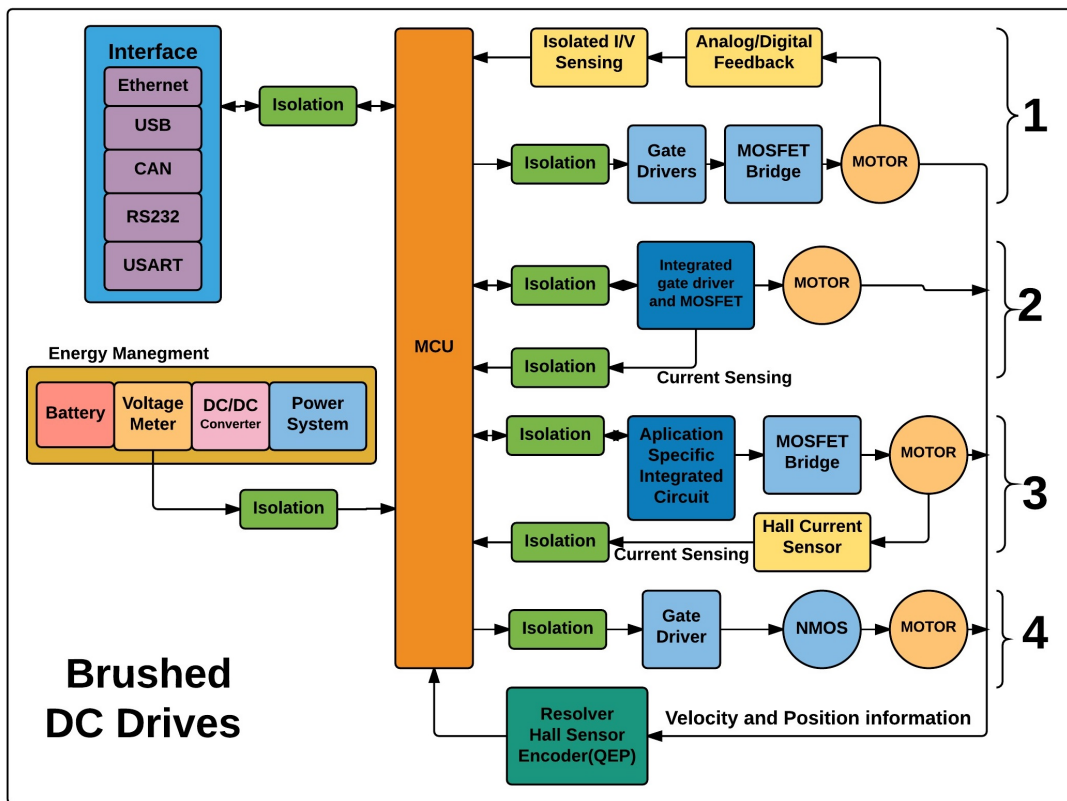 Interface
Ethernet
USB
CAN
RS232
USART
Isolation
Energy Manegment
Battery
Voltage
Meter
DC/DC
Converter
Power
System
Isolation
Brushed
DC Drives
MCU
Isolated I/V
Sensing
Analog/Digital
Feedback
Isolation
Gate
Drivers
MOSFET
Bridge
MOTOR
1
Isolation
Integrated
gate driver
and MOSFET
MOTOR
Isolation
Current Sensing
2
Isolation
Aplication
Specific
Integrated
Circuit
MOSFET
Bridge
MOTOR
Isolation
Current Sensing
Hall Current
Sensor
3
Isolation
Gate
Driver
NMOS
MOTOR
4
Resolver
Hall Sensor
Encoder(QEP)
Velocity and Position information